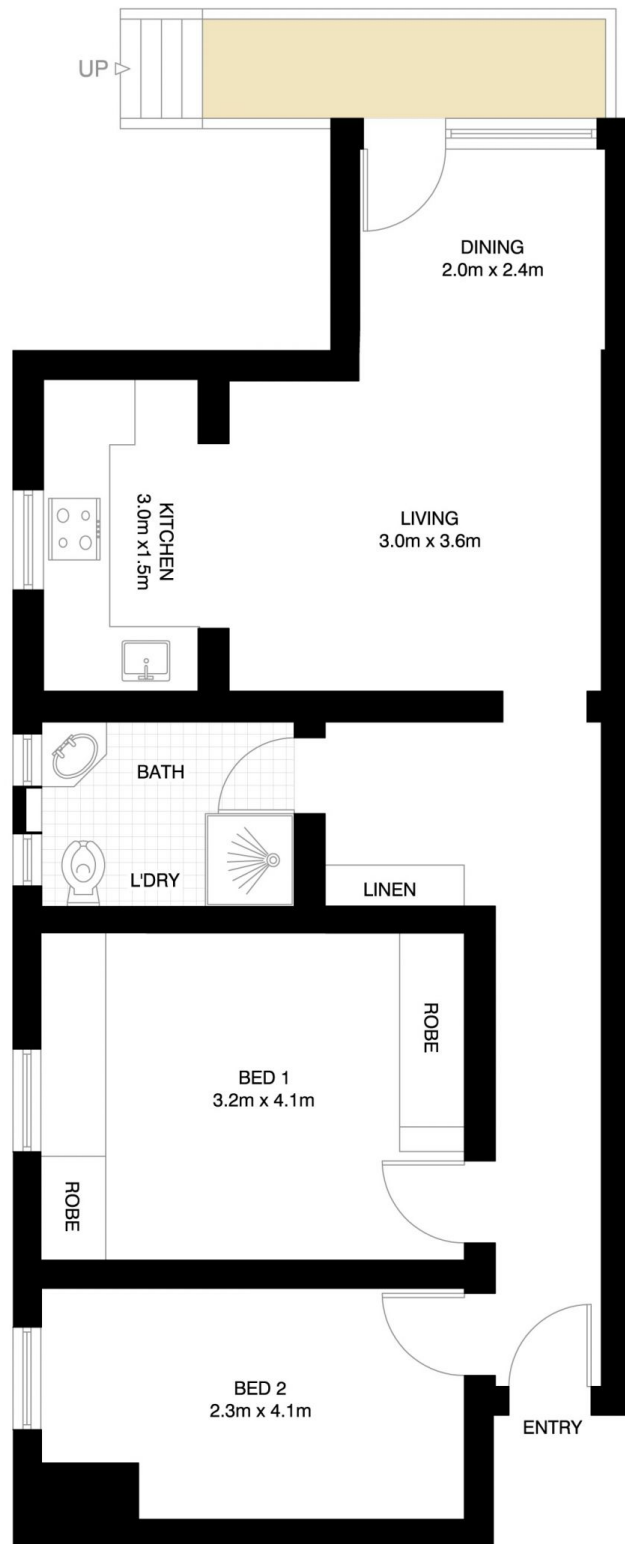 UP
DINING
2.0m x 2.4m
KITCHEN
3.0m x1.5m
LIVING
3.0m x 3.6m
BATH
L'DRY
LINEN
ROBE
BED 1
3.2m x 4.1m
ROBE
BED 2
2.3m x 4.1m
ENTRY